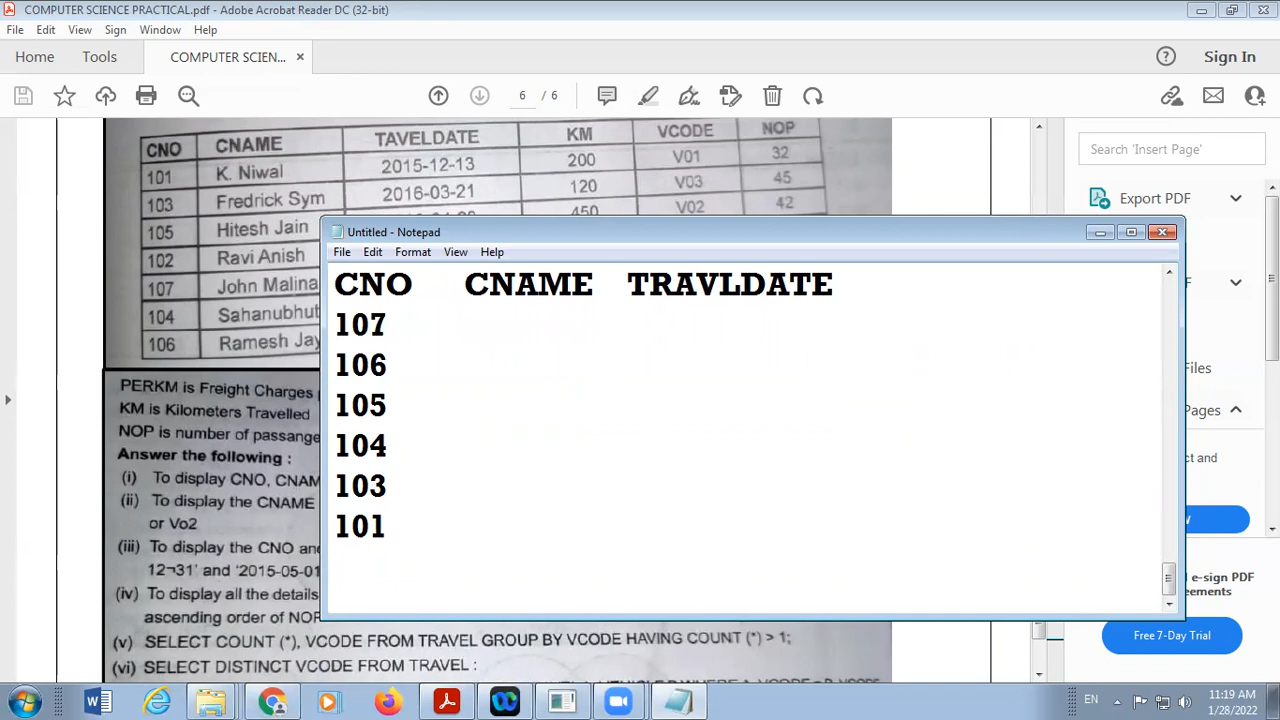 COMPUTER SCIENCE PRACTICAL.pdf - Adobe Acrobat Reader DC (32-bit)
File Edit View Sign Window Help
Home Tools COMPUTER SCIEN... × Sign In
6 / 6
CNO CNAME TAVELDATE KM VCODE NOP
101 K. Niwal 2015-12-13 200 V01 32
103 Fredrick Sym 2016-03-21 120 V03 45
105 Hitesh Jain 450 V02 42
102 Ravi Anish
107 John Malina
104 Sahanubhut
106 Ramesh Jay
PERKM is Freight Charges
KM is Kilometers Travelled
NOP is number of passange
Answer the following :
(i) To display CNO, CNAM
(ii) To display the CNAME
or Vo2
(iii) To display the CNO an
12¬31' and '2015-05-01
(iv) To display all the details
ascending order of NOP
(v) SELECT COUNT (*), VCODE FROM TRAVEL GROUP BY VCODE HAVING COUNT (*) > 1;
(vi) SELECT DISTINCT VCODE FROM TRAVEL :
Untitled - Notepad
File Edit Format View Help
CNO CNAME TRAVLDATE
107
106
105
104
103
101
Search 'Insert Page'
Export PDF
Files
Pages
ct and
e-sign PDF
ements
Free 7-Day Trial
EN
11:19 AM
1/28/2022